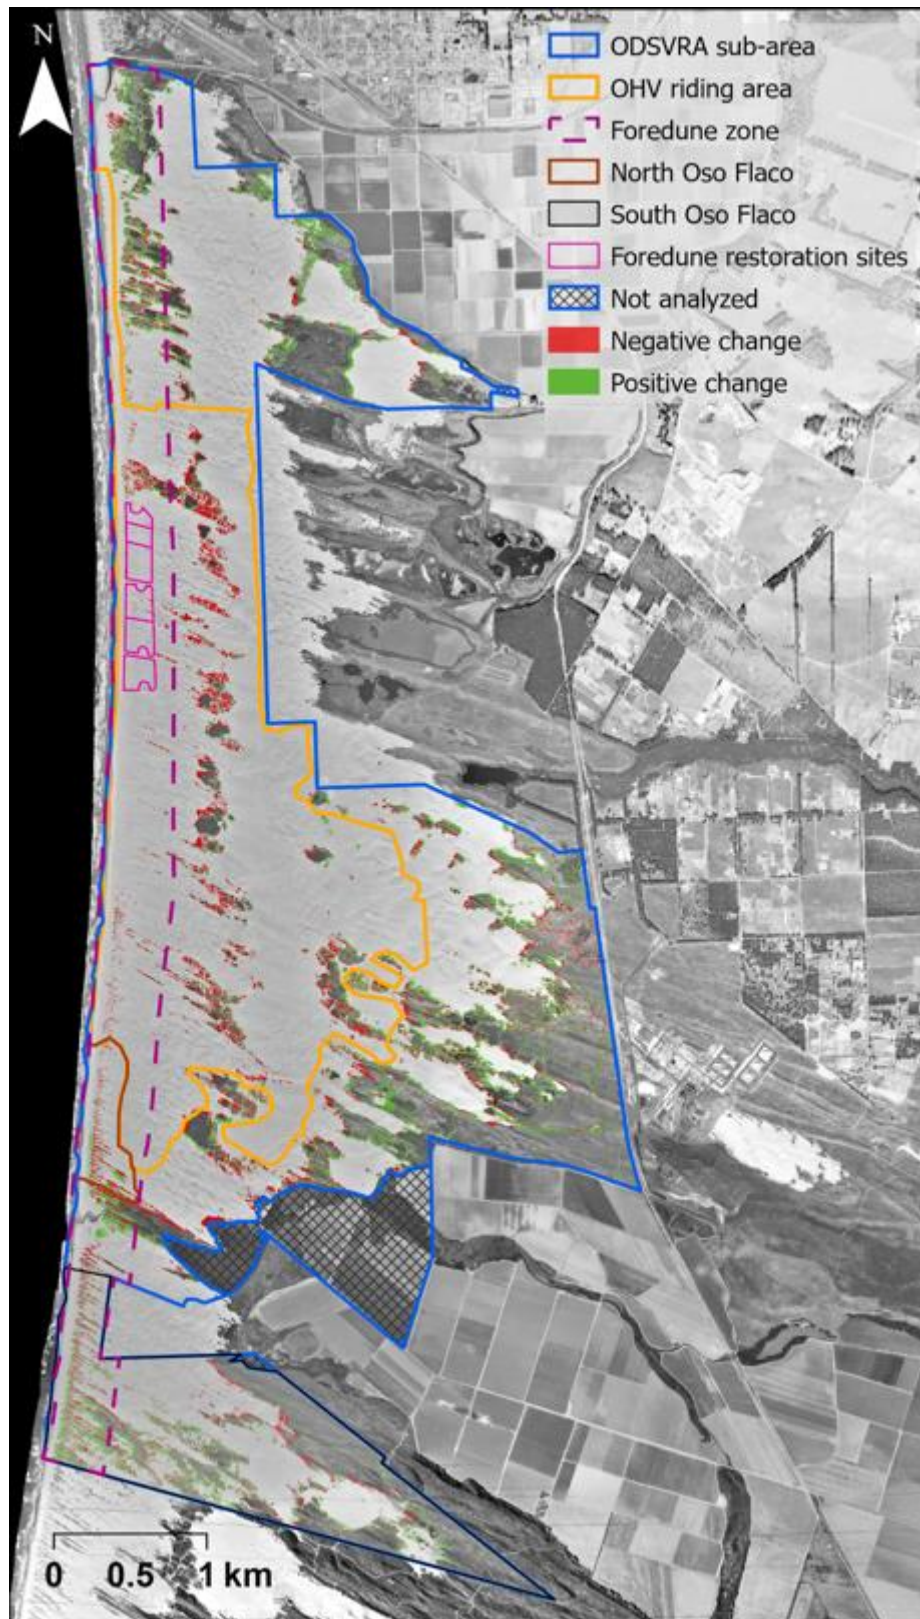 N
ODSVRA sub-area
OHV riding area
Foredune zone
North Oso Flaco
South Oso Flaco
Foredune restoration sites
Not analyzed
Negative change
Positive change
0 0.5 1 km